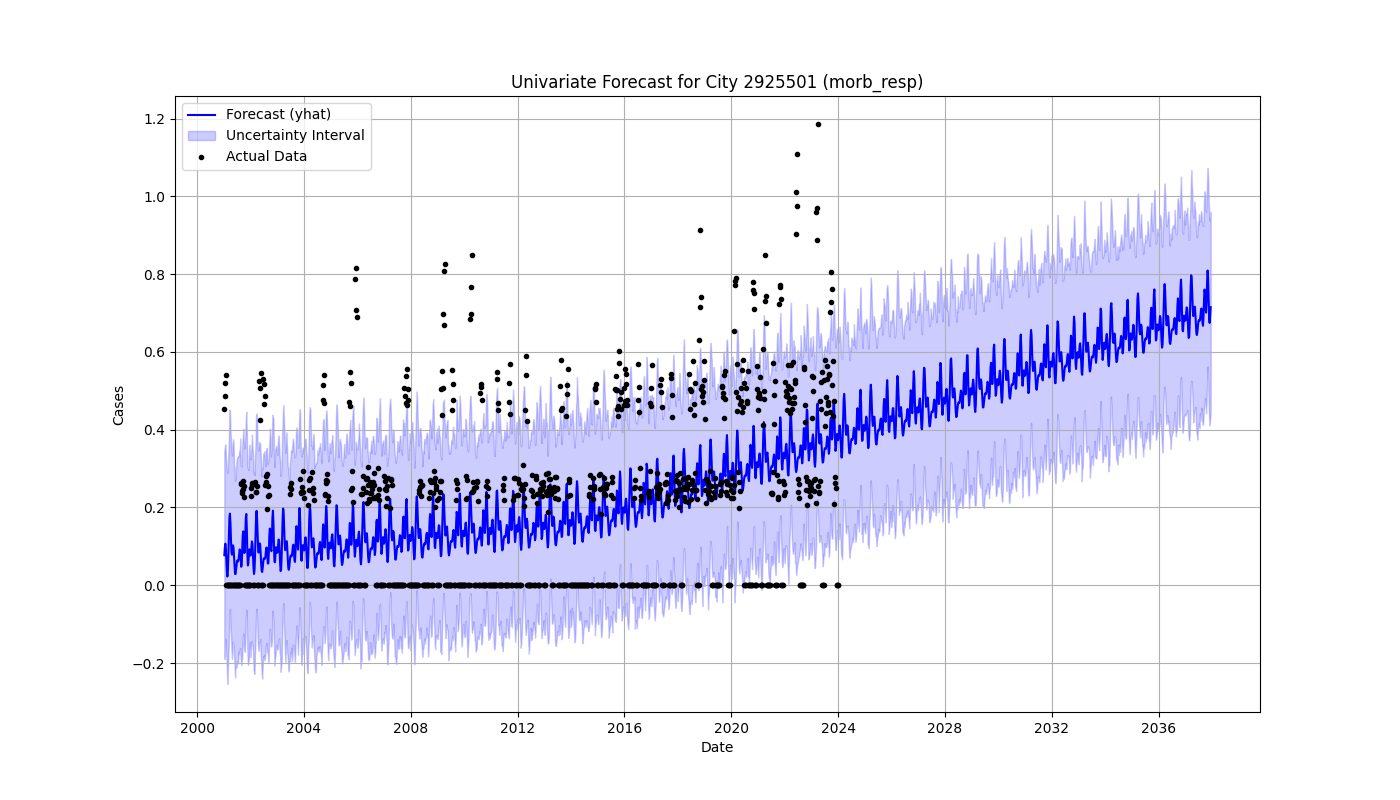 Univariate Forecast for City 2925501 (morb_resp)
Forecast (yhat)
Uncertainty Interval
Actual Data
Cases
1.2
1.0
0.8
0.6
0.4
0.2
0.0
−0.2
2000 2004 2008 2012 2016 2020 2024 2028 2032 2036
Date